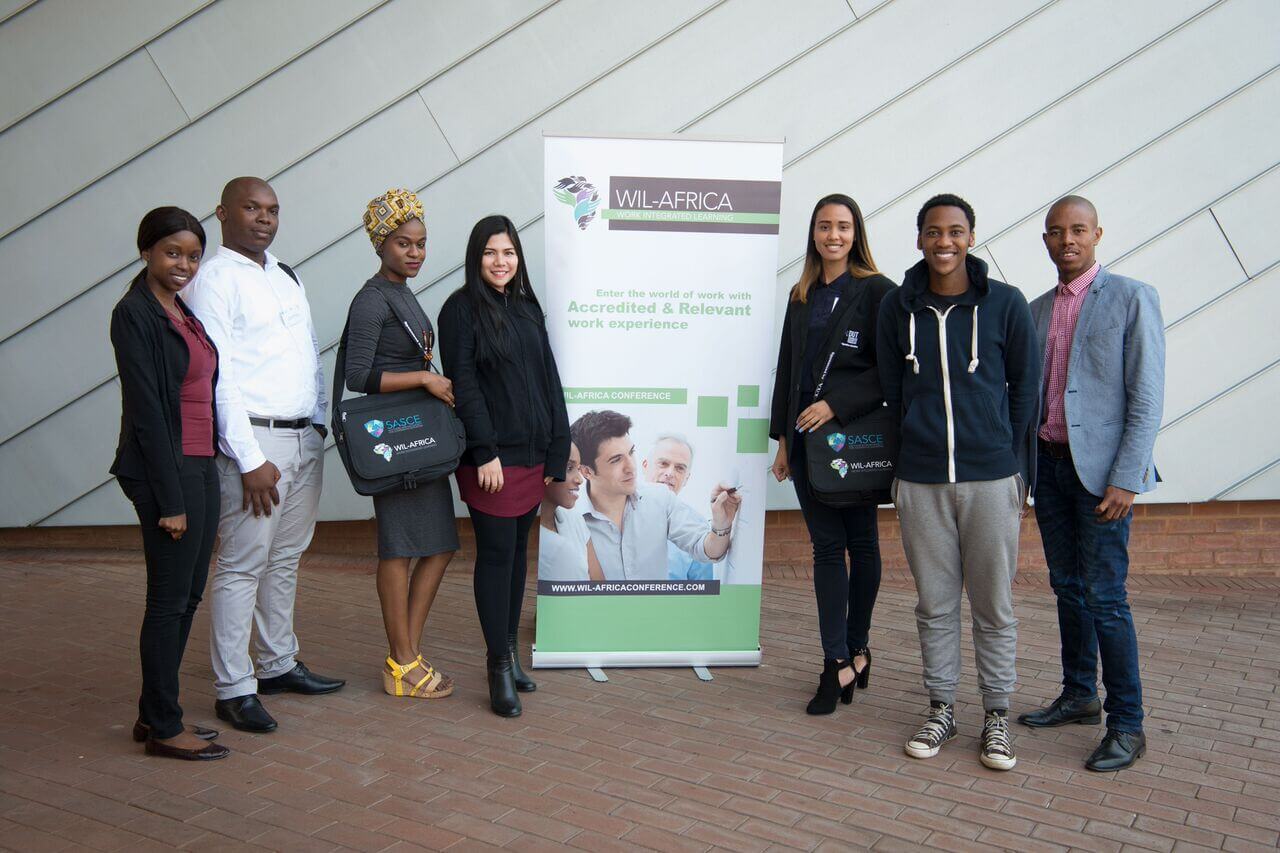 WIL-AFRICA
WORK INTEGRATED LEARNING
Enter the world of work with
Accredited & Relevant
work experience
WIL-AFRICA CONFERENCE
WWW.WIL-AFRICACONFERENCE.COM
SASCE
WIL-AFRICA
DUT
SASCE
WIL-AFRICA